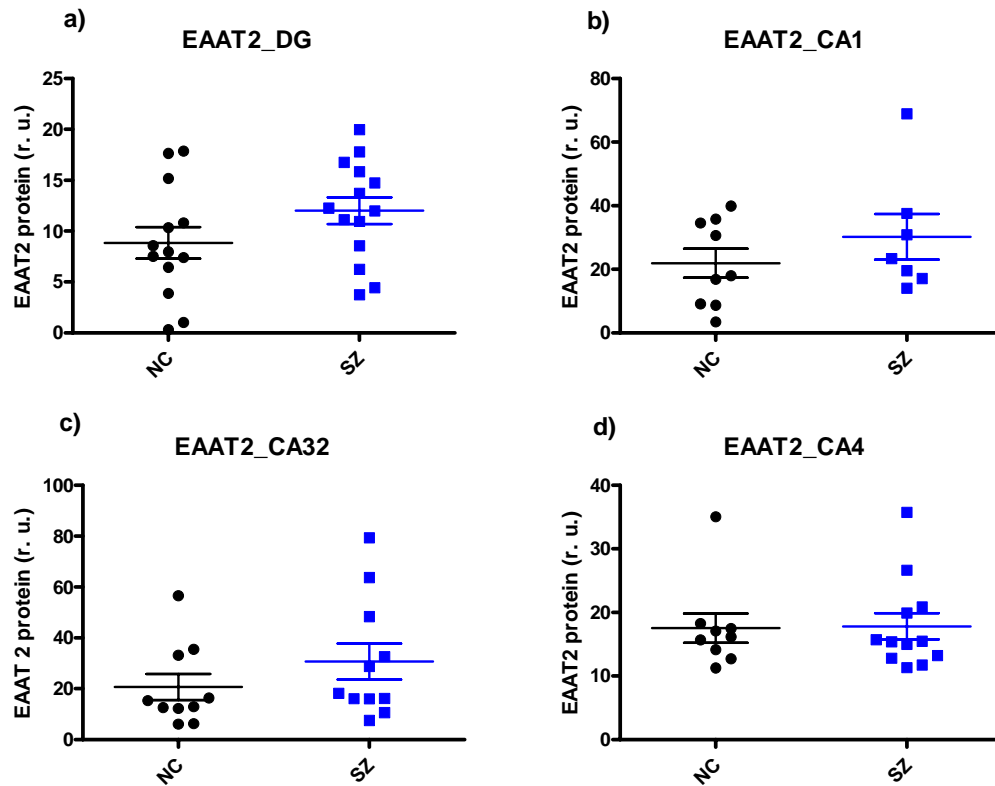 a)
EAAT2_DG
EAAT2 protein (r. u.)
25
20
15
10
5
0
NC
SZ
b)
EAAT2_CA1
EAAT2 protein (r. u.)
80
60
40
20
0
NC
SZ
c)
EAAT2_CA32
EAAT 2 protein (r. u.)
100
80
60
40
20
0
NC
SZ
d)
EAAT2_CA4
EAAT2 protein (r. u.)
40
30
20
10
0
NC
SZ